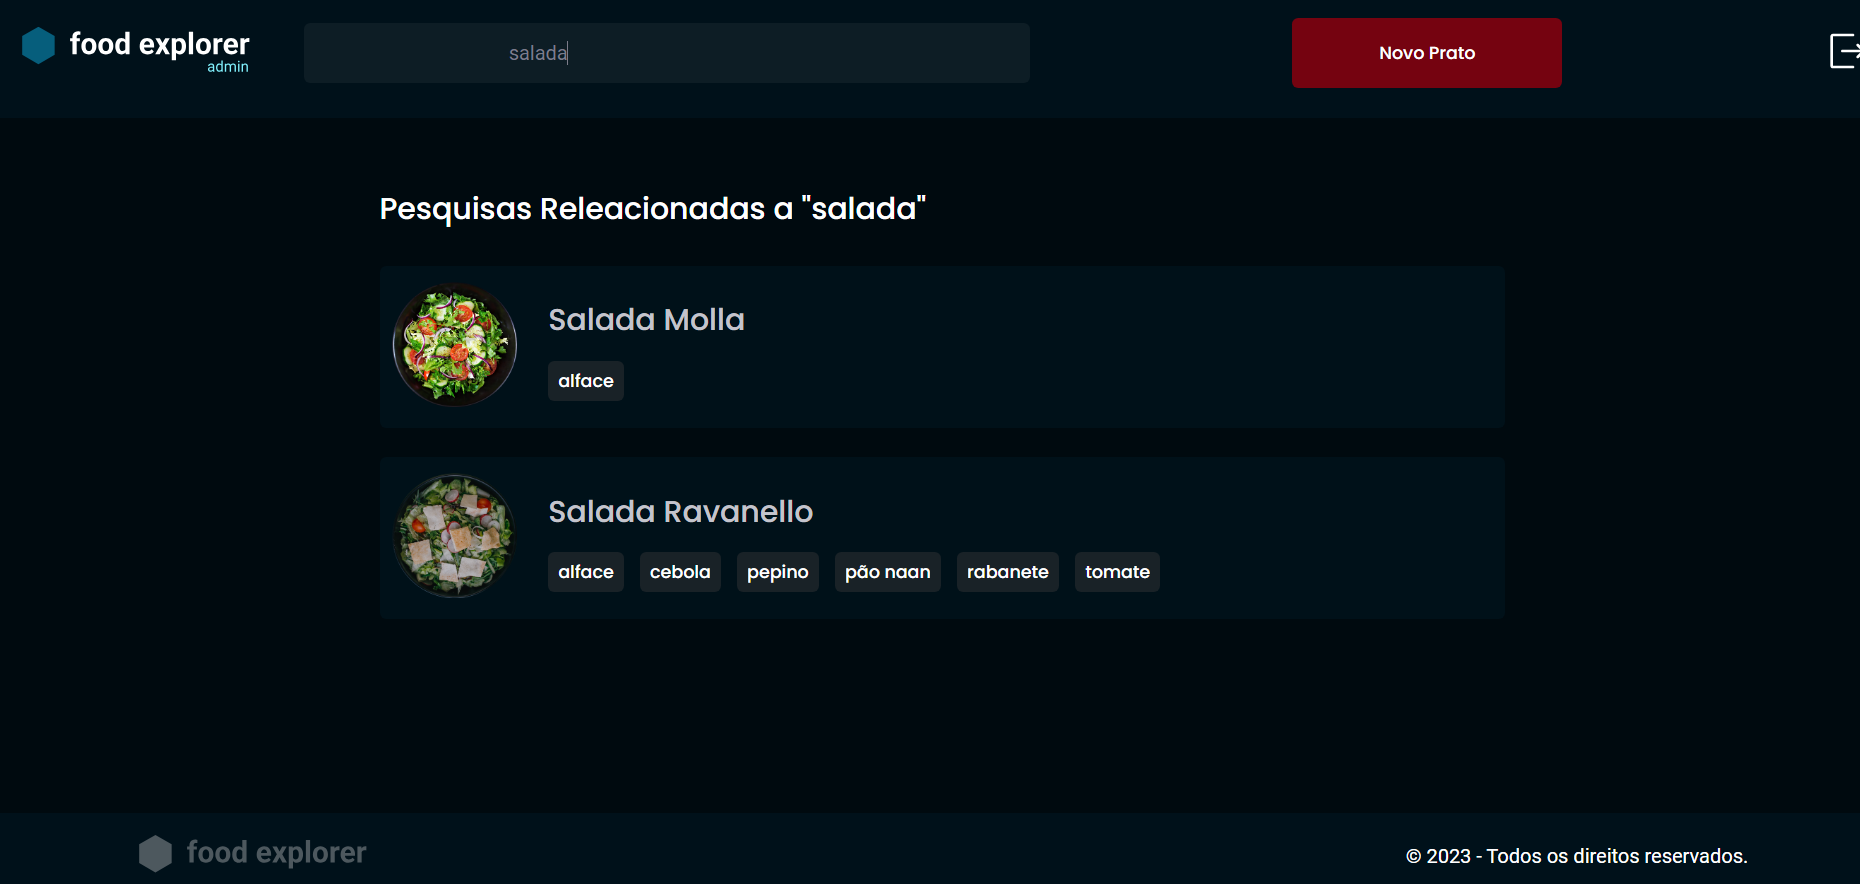 food explorer
admin
salada
Novo Prato
Pesquisas Releacionadas a "salada"
Salada Molla
alface
Salada Ravanello
alface cebola pepino pão naan rabanete tomate
food explorer
© 2023 - Todos os direitos reservados.